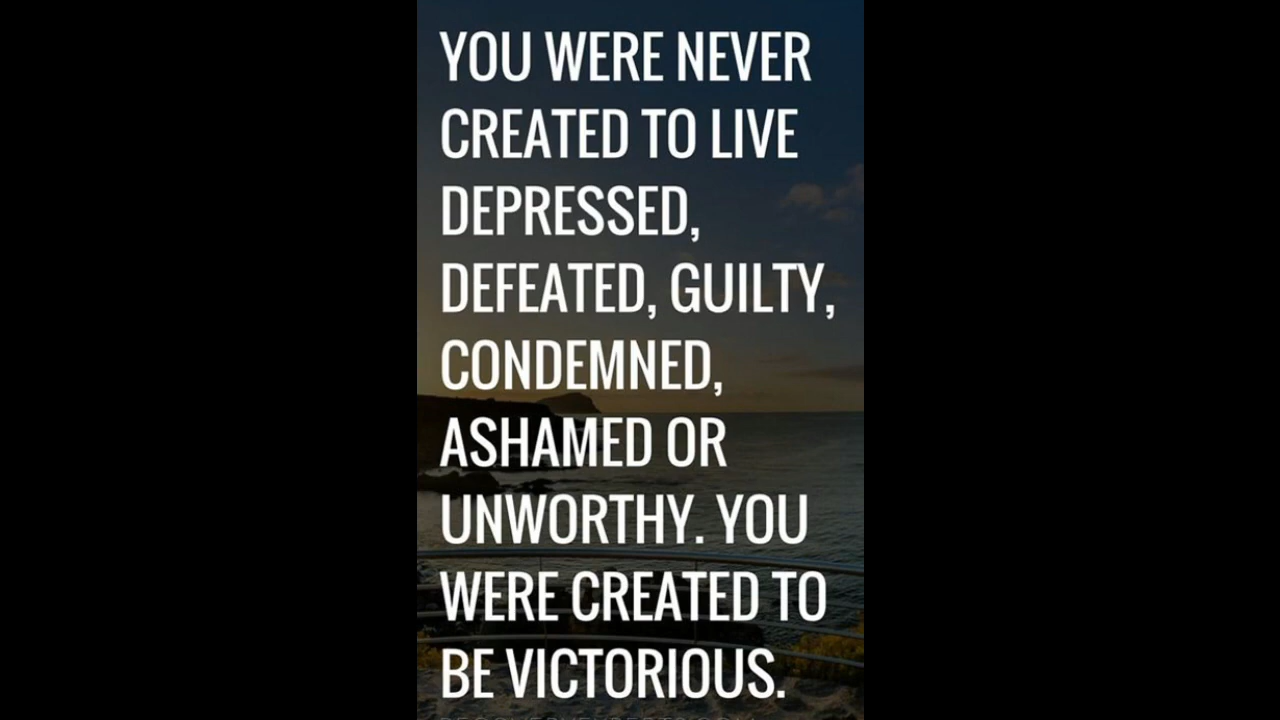 YOU WERE NEVER
CREATED TO LIVE
DEPRESSED,
DEFEATED, GUILTY,
CONDEMNED,
ASHAMED OR
UNWORTHY. YOU
WERE CREATED TO
BE VICTORIOUS.